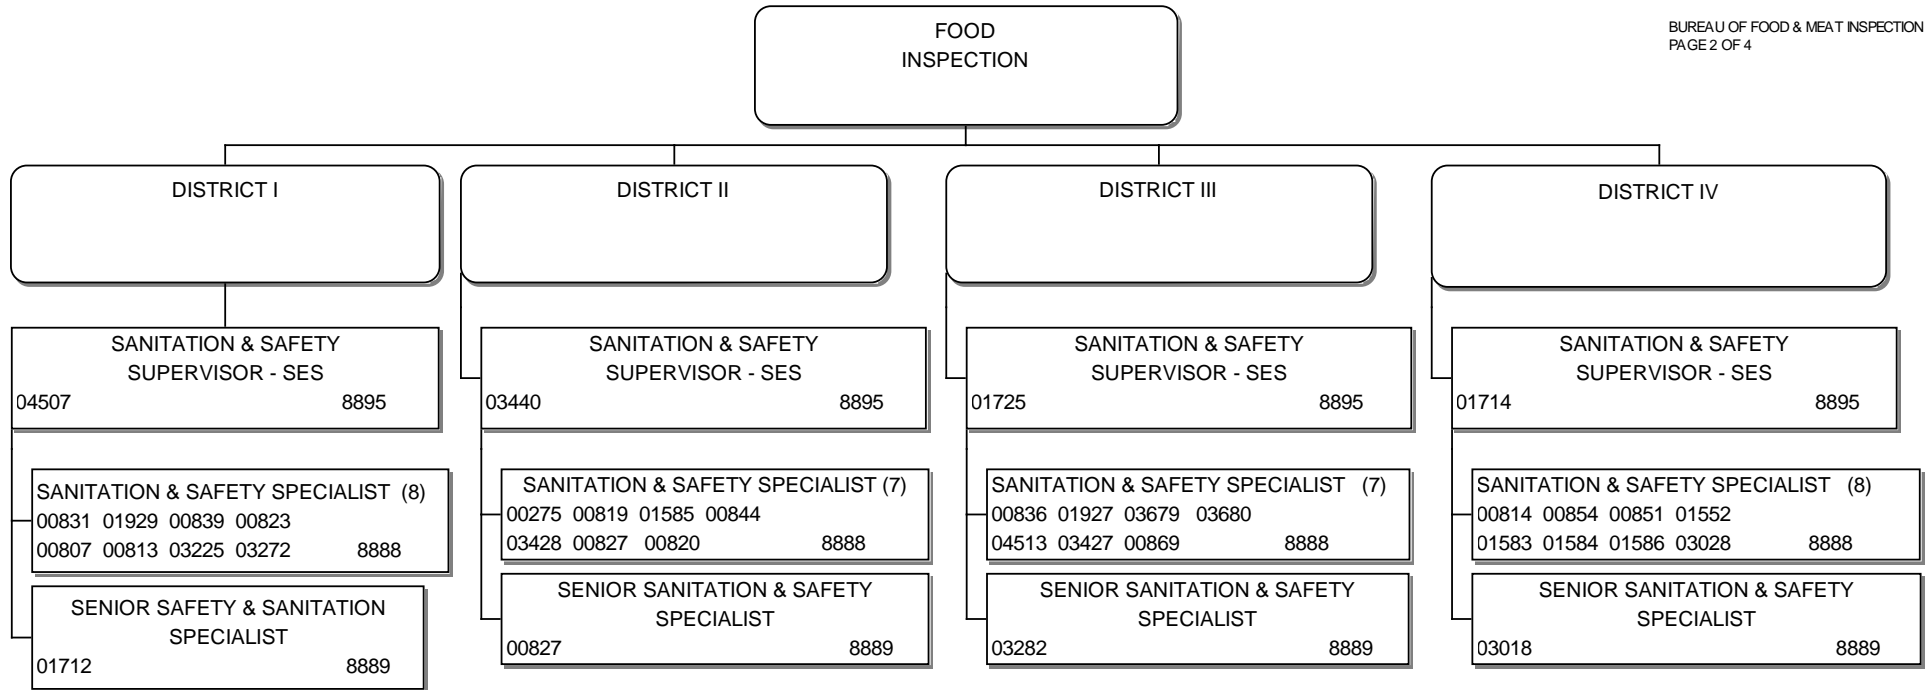 FOOD
INSPECTION
BUREAU OF FOOD & MEAT INSPECTION
PAGE 2 OF 4
DISTRICT I
DISTRICT II
DISTRICT III
DISTRICT IV
SANITATION & SAFETY
SUPERVISOR - SES
04507 8895
SANITATION & SAFETY
SUPERVISOR - SES
03440 8895
SANITATION & SAFETY
SUPERVISOR - SES
01725 8895
SANITATION & SAFETY
SUPERVISOR - SES
01714 8895
SANITATION & SAFETY SPECIALIST (8)
00831 01929 00839 00823
00807 00813 03225 03272 8888
SANITATION & SAFETY SPECIALIST (7)
00275 00819 01585 00844
03428 00827 00820 8888
SANITATION & SAFETY SPECIALIST (7)
00836 01927 03679 03680
04513 03427 00869 8888
SANITATION & SAFETY SPECIALIST (8)
00814 00854 00851 01552
01583 01584 01586 03028 8888
SENIOR SAFETY & SANITATION
SPECIALIST
01712 8889
SENIOR SANITATION & SAFETY
SPECIALIST
00827 8889
SENIOR SANITATION & SAFETY
SPECIALIST
03282 8889
SENIOR SANITATION & SAFETY
SPECIALIST
03018 8889